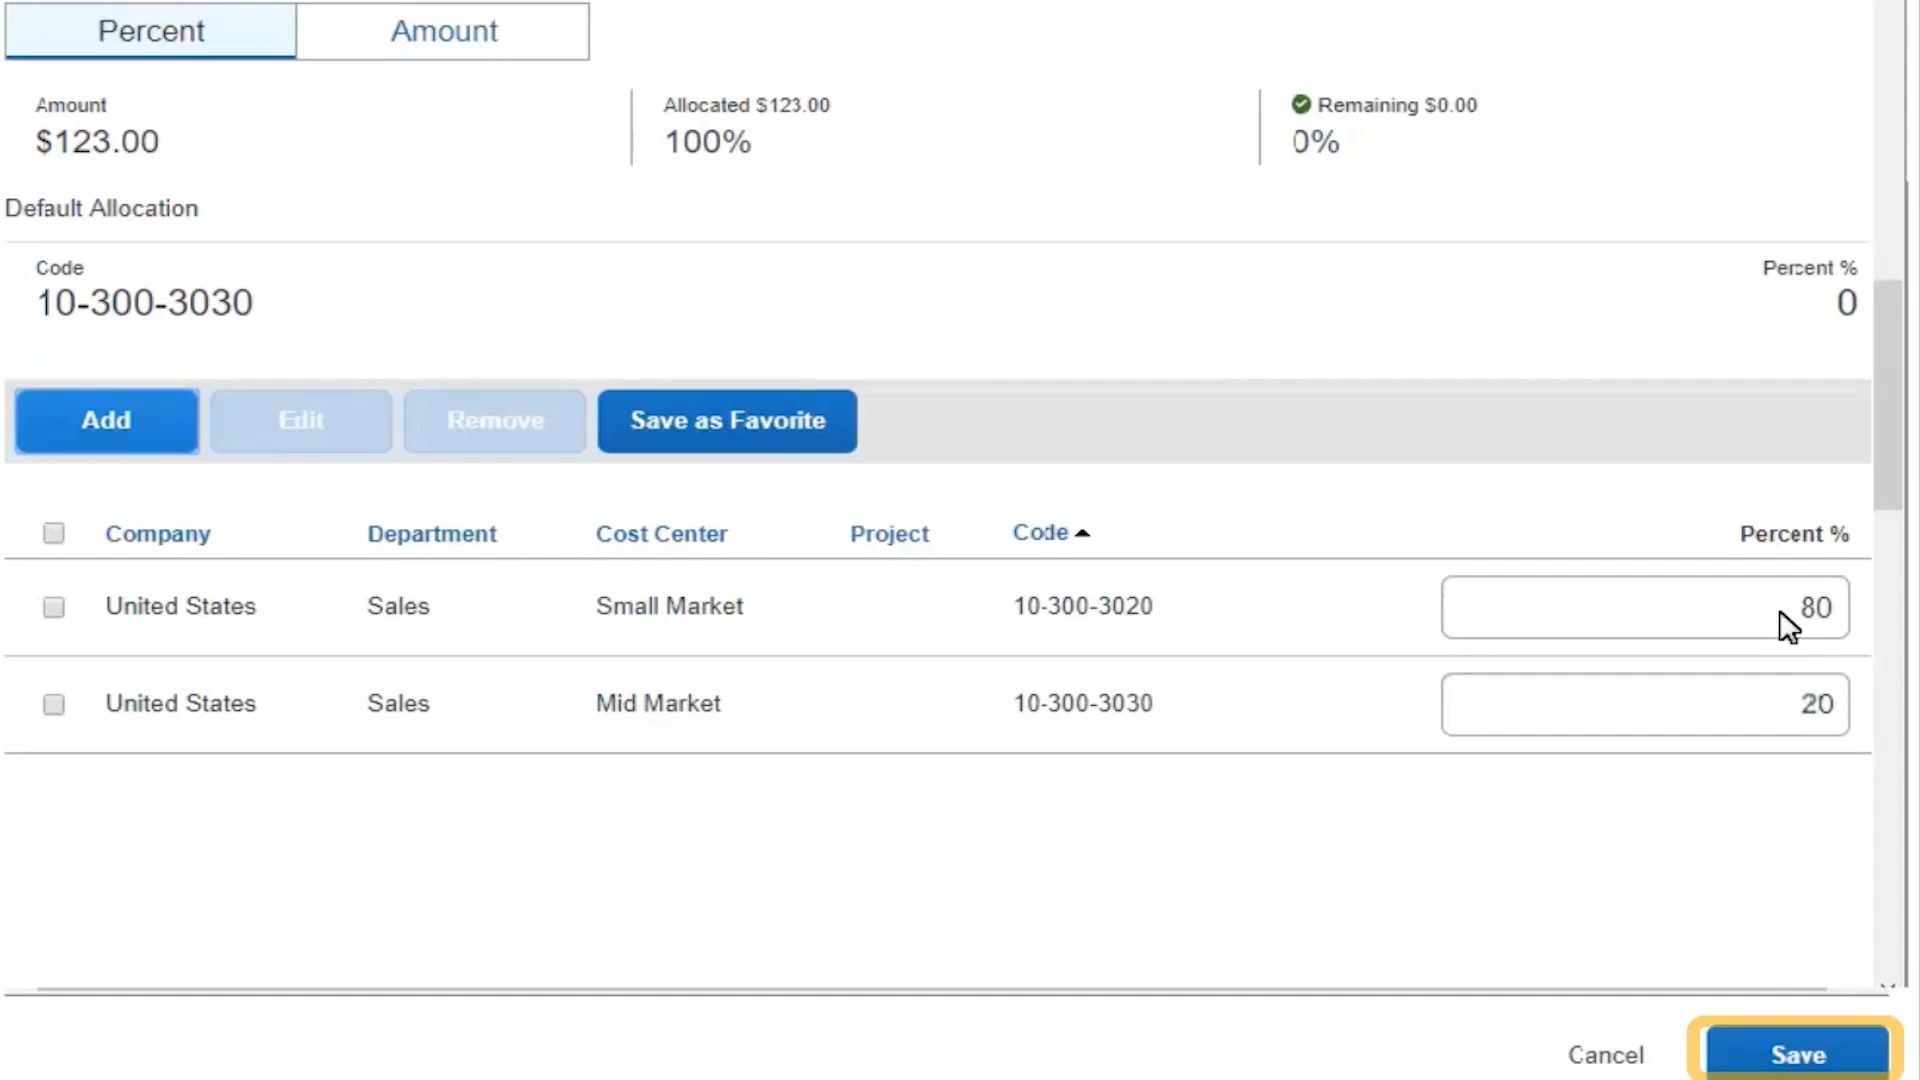 Percent Amount
Amount Allocated $123.00 Remaining $0.00
$123.00 100% 0%
Default Allocation
Code Percent %
10-300-3030 0
Add Edit Remove Save as Favorite
Company Department Cost Center Project Code Percent %
United States Sales Small Market 10-300-3020 80
United States Sales Mid Market 10-300-3030 20
Cancel Save